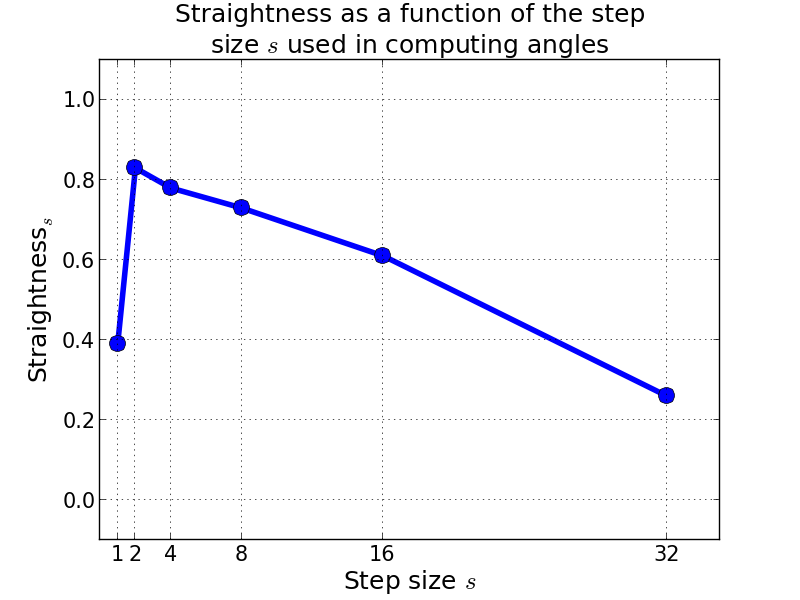 Straightness as a function of the step
size s used in computing angles
1.0
0.8
0.6
0.4
0.2
0.0
Straightness_s
1 2 4 8 16 32
Step size s